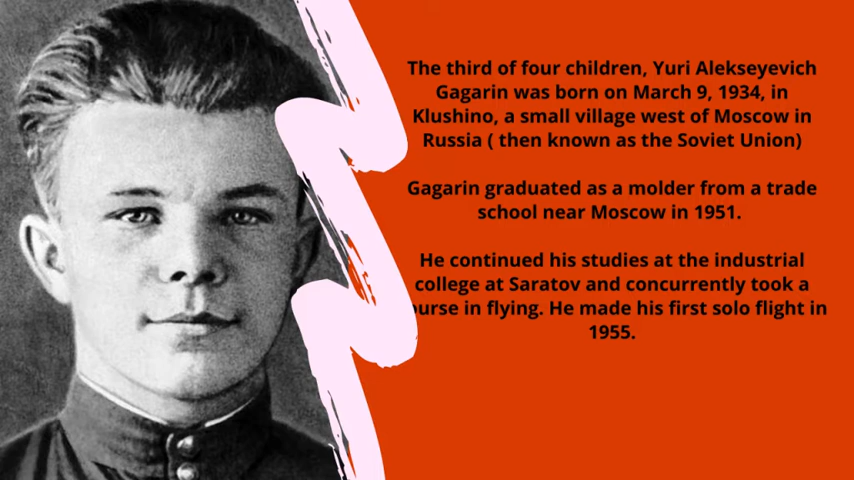 The third of four children, Yuri Alekseyevich
Gagarin was born on March 9, 1934, in
Klushino, a small village west of Moscow in
Russia ( then known as the Soviet Union)
Gagarin graduated as a molder from a trade
school near Moscow in 1951.
He continued his studies at the industrial
college at Saratov and concurrently took a
ourse in flying. He made his first solo flight in
1955.